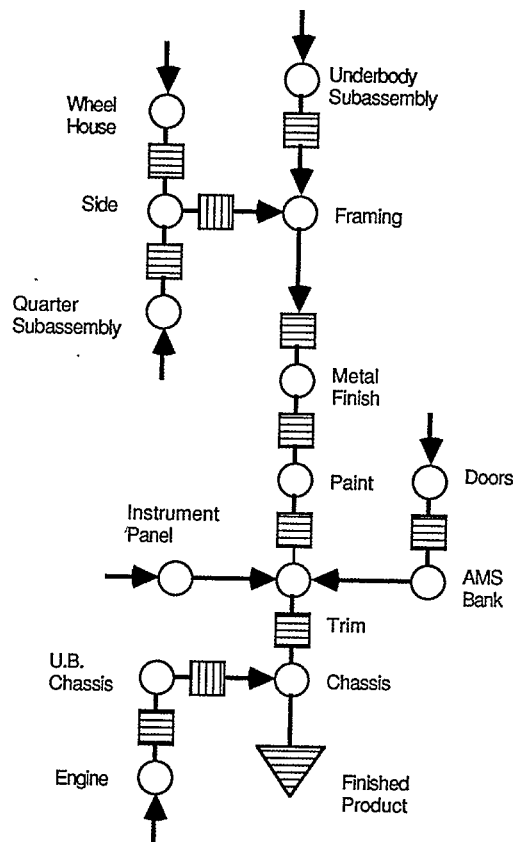 Wheel
House
Underbody
Subassembly
Side
Framing
Quarter
Subassembly
Metal
Finish
Paint
Doors
Instrument
Panel
AMS
Bank
Trim
U.B.
Chassis
Chassis
Engine
Finished
Product